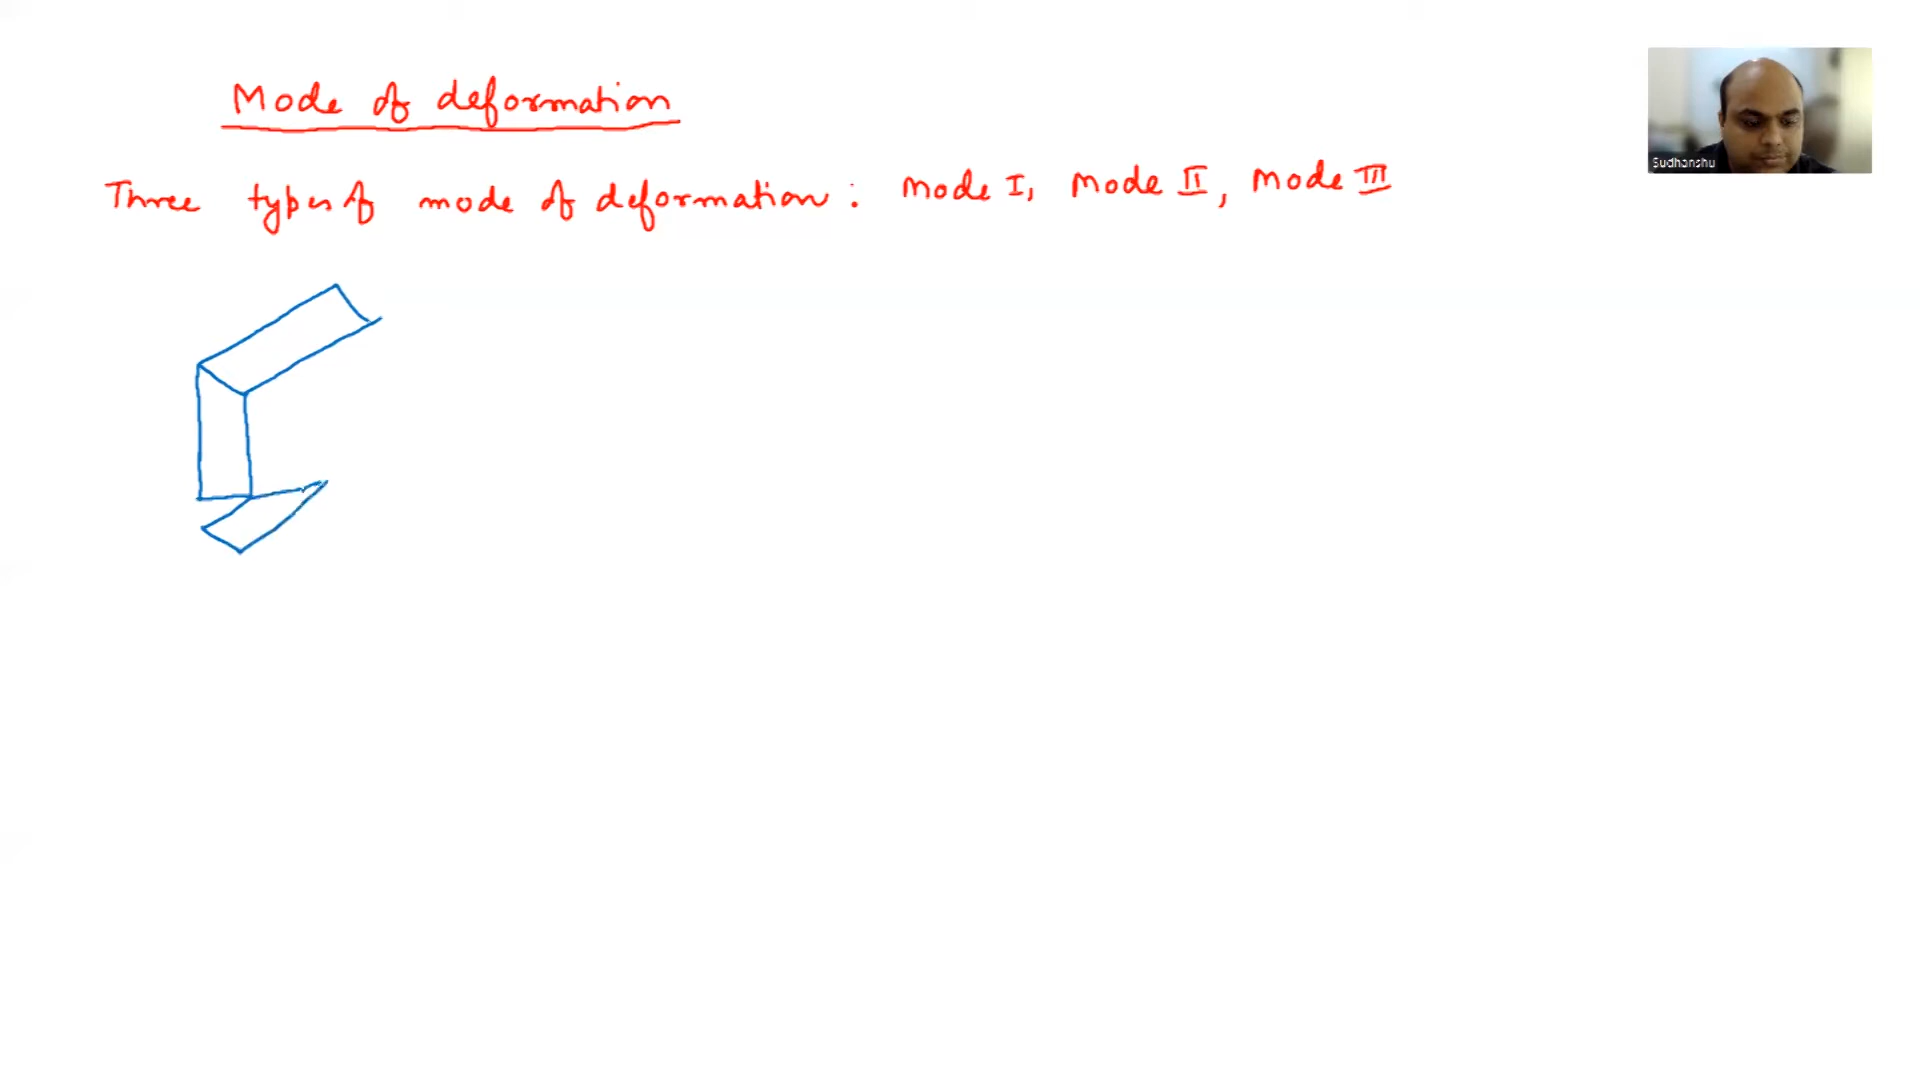 Mode of deformation
Three types of mode of deformation : Mode I, Mode II, Mode III
Sudhanshu